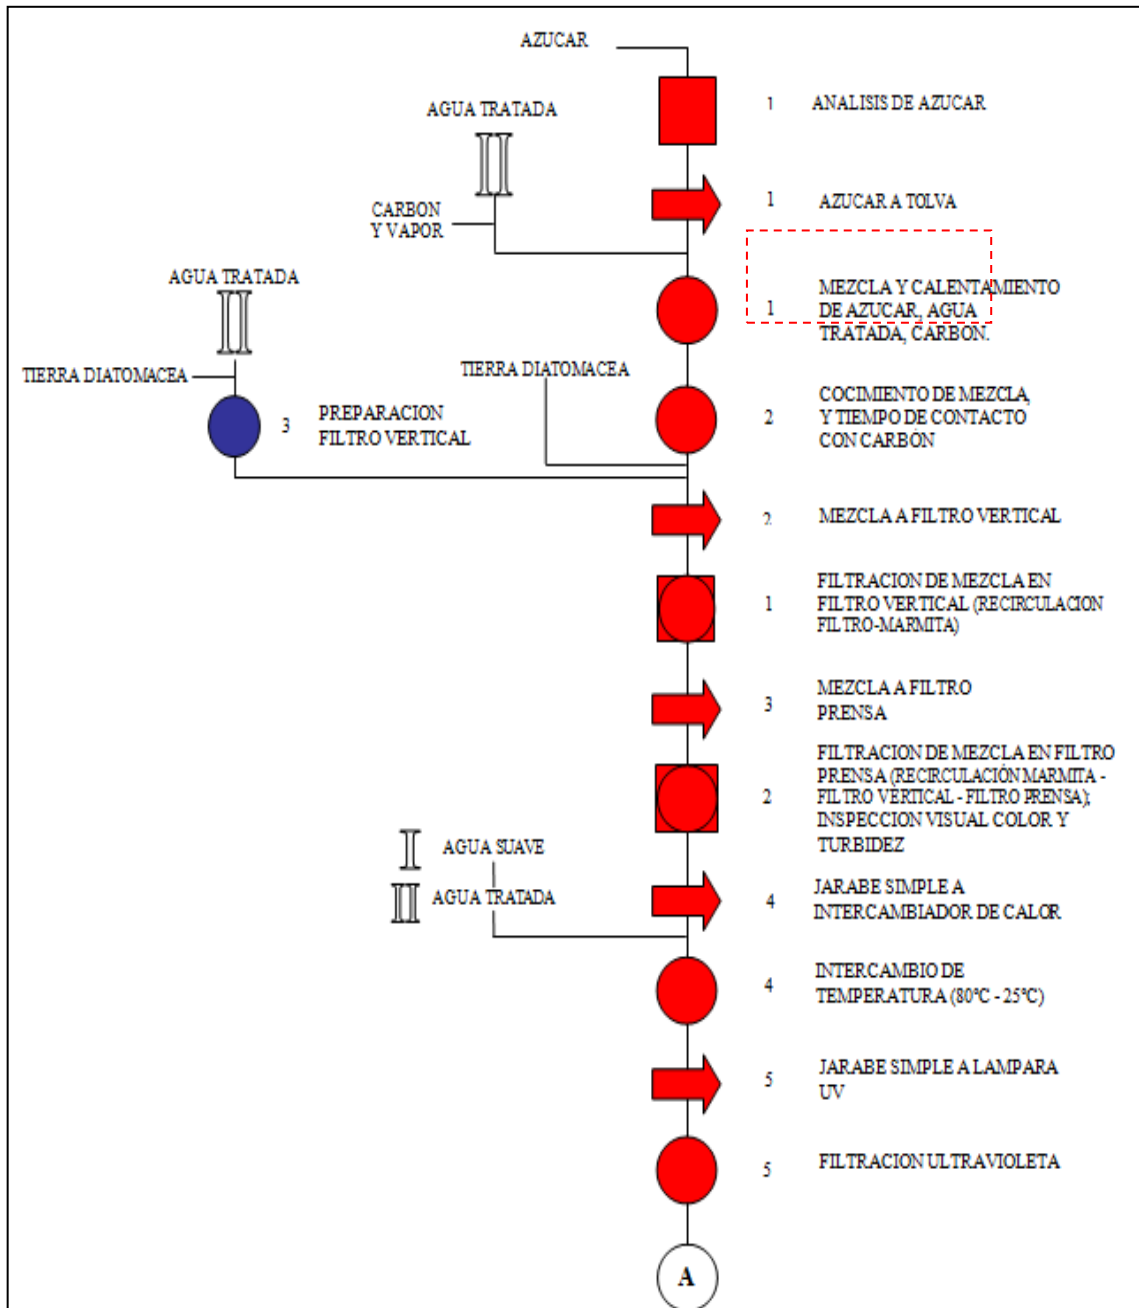 AZUCAR
1 ANALISIS DE AZUCAR
AGUA TRATADA
II
CARBON
Y VAPOR
1 AZUCAR A TOLVA
AGUA TRATADA
II
1 MEZCLA Y CALENTAMIENTO
DE AZUCAR, AGUA
TRATADA, CARBON.
TIERRA DIATOMACEA
TIERRA DIATOMACEA
3 PREPARACION
FILTRO VERTICAL
2 COCIMIENTO DE MEZCLA,
Y TIEMPO DE CONTACTO
CON CARBÓN
2 MEZCLA A FILTRO VERTICAL
1 FILTRACION DE MEZCLA EN
FILTRO VERTICAL (RECIRCULACION
FILTRO-MARMITA)
3 MEZCLA A FILTRO
PRENSA
2 FILTRACION DE MEZCLA EN FILTRO
PRENSA (RECIRCULACIÓN MARMITA -
FILTRO VERTICAL - FILTRO PRENSA);
INSPECCION VISUAL COLOR Y
TURBIDEZ
I AGUA SUAVE
II AGUA TRATADA
4 JARABE SIMPLE A
INTERCAMBIADOR DE CALOR
4 INTERCAMBIO DE
TEMPERATURA (80°C - 25°C)
5 JARABE SIMPLE A LAMPARA
UV
5 FILTRACION ULTRAVIOLETA
A